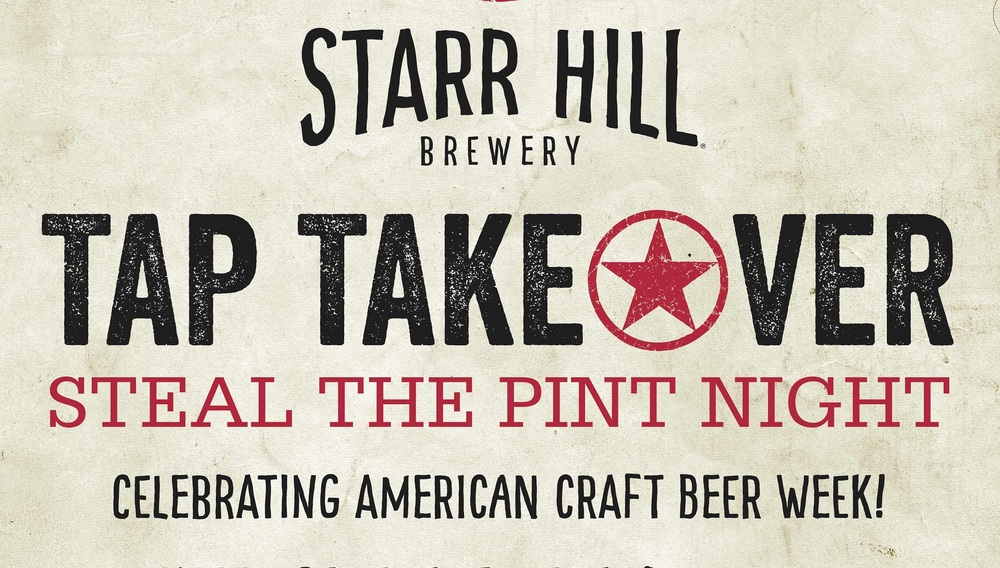 STARR HILL
BREWERY
TAP TAKEOVER
STEAL THE PINT NIGHT
CELEBRATING AMERICAN CRAFT BEER WEEK!